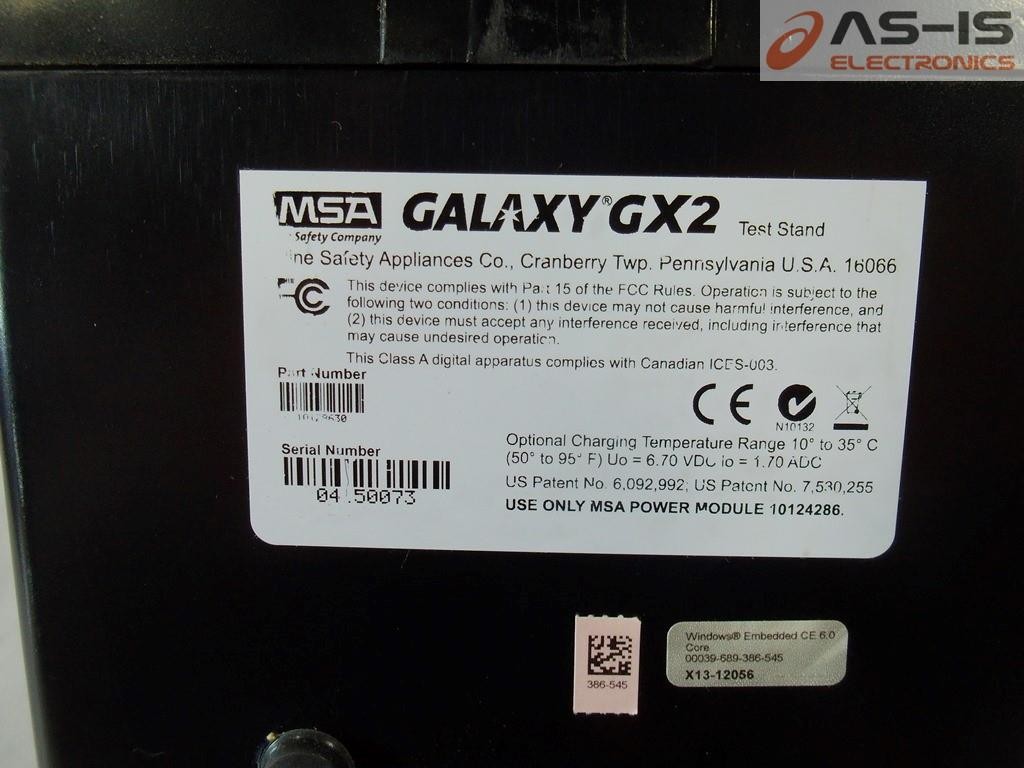 AS-IS
ELECTRONICS
MSA GALAXY® GX2 Test Stand
Safety Company
Safety Appliances Co., Cranberry Twp. Pennsylvania U.S.A. 16066
This device complies with Part 15 of the FCC Rules. Operation is subject to the
following two conditions: (1) this device may not cause harmful interference, and
(2) this device must accept any interference received, including interference that
may cause undesired operation.
This Class A digital apparatus complies with Canadian ICES-003.
Part Number
Serial Number
CE
N10132
Optional Charging Temperature Range 10° to 35° C
(50° to 95° F) Uo = 6.70 VDC Io = 1.70 ADC
US Patent No. 6,092,992; US Patent No. 7,530,255
USE ONLY MSA POWER MODULE 10124286.
386-545
Windows® Embedded CE 6.0
Core
00039-689-386-545
X13-12056